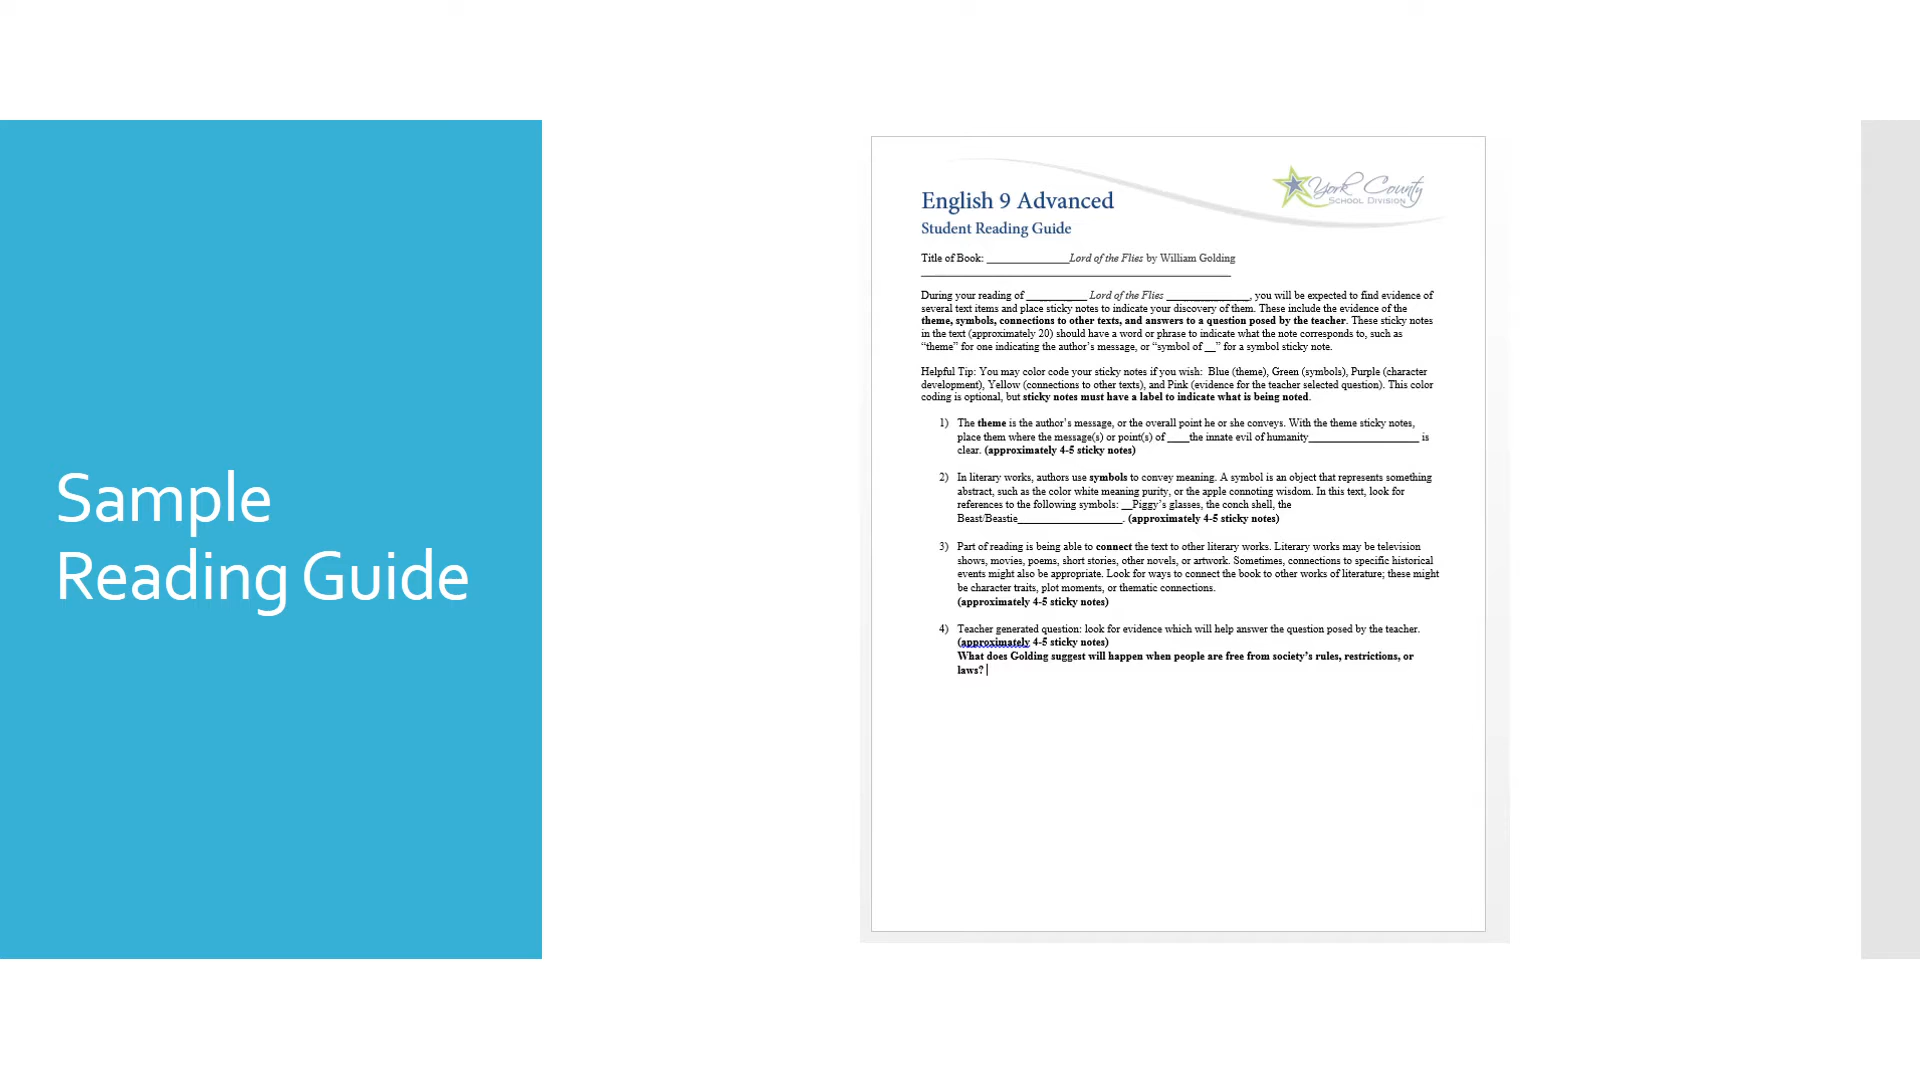 Sample
Reading Guide
York County
SCHOOL DIVISION
English 9 Advanced
Student Reading Guide
Title of Book: _______________Lord of the Flies by William Golding
________________________________________________________
During your reading of ___________ Lord of the Flies _______________, you will be expected to find evidence of
several text items and place sticky notes to indicate your discovery of them. These include the evidence of the
theme, symbols, connections to other texts, and answers to a question posed by the teacher. These sticky notes
in the text (approximately 20) should have a word or phrase to indicate what the note corresponds to, such as
“theme” for one indicating the author’s message, or “symbol of __” for a symbol sticky note.
Helpful Tip: You may color code your sticky notes if you wish: Blue (theme), Green (symbols), Purple (character
development), Yellow (connections to other texts), and Pink (evidence for the teacher selected question). This color
coding is optional, but sticky notes must have a label to indicate what is being noted.
1) The theme is the author’s message, or the overall point he or she conveys. With the theme sticky notes,
place them where the message(s) or point(s) of ____the innate evil of humanity____________________ is
clear. (approximately 4-5 sticky notes)
2) In literary works, authors use symbols to convey meaning. A symbol is an object that represents something
abstract, such as the color white meaning purity, or the apple connoting wisdom. In this text, look for
references to the following symbols: __Piggy’s glasses, the conch shell, the
Beast/Beastie___________________. (approximately 4-5 sticky notes)
3) Part of reading is being able to connect the text to other literary works. Literary works may be television
shows, movies, poems, short stories, other novels, or artwork. Sometimes, connections to specific historical
events might also be appropriate. Look for ways to connect the book to other works of literature; these might
be character traits, plot moments, or thematic connections.
(approximately 4-5 sticky notes)
4) Teacher generated question: look for evidence which will help answer the question posed by the teacher.
(approximately 4-5 sticky notes)
What does Golding suggest will happen when people are free from society’s rules, restrictions, or
laws?